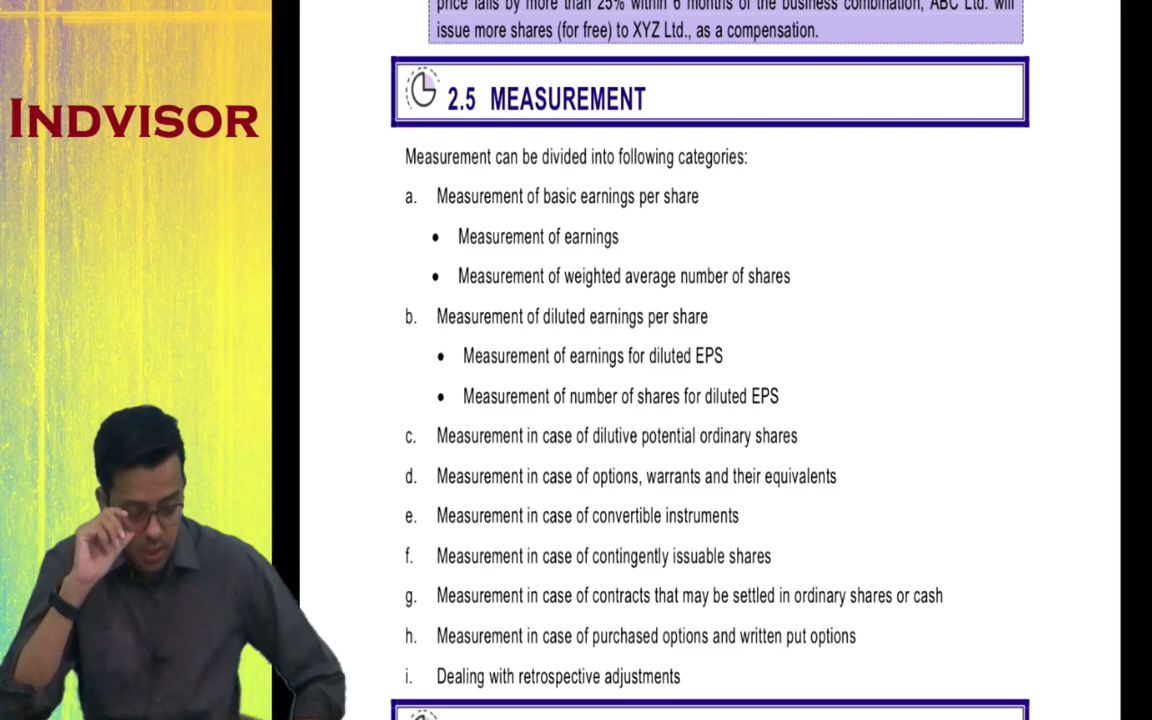 price falls by more than 25% within 6 months of the business combination, ABC Ltd. will
issue more shares (for free) to XYZ Ltd., as a compensation.
2.5 MEASUREMENT
INDVISOR
Measurement can be divided into following categories:
a. Measurement of basic earnings per share
• Measurement of earnings
• Measurement of weighted average number of shares
b. Measurement of diluted earnings per share
• Measurement of earnings for diluted EPS
• Measurement of number of shares for diluted EPS
c. Measurement in case of dilutive potential ordinary shares
d. Measurement in case of options, warrants and their equivalents
e. Measurement in case of convertible instruments
f. Measurement in case of contingently issuable shares
g. Measurement in case of contracts that may be settled in ordinary shares or cash
h. Measurement in case of purchased options and written put options
i. Dealing with retrospective adjustments